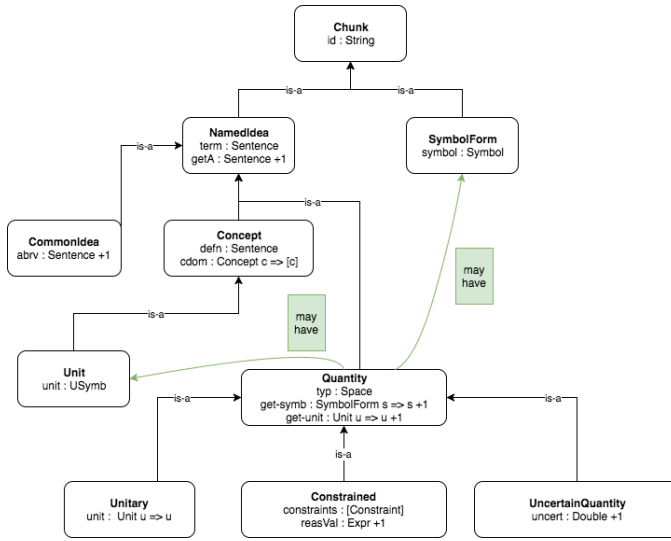 Chunk
id : String
is-a
is-a
NamedIdea
term : Sentence
getA : Sentence +1
SymbolForm
symbol : Symbol
is-a
is-a
CommonIdea
abrv : Sentence +1
Concept
defn : Sentence
cdom : Concept c => [c]
may
have
may
have
is-a
Unit
unit : USymb
Quantity
typ : Space
get-symb : SymbolForm s => s +1
get-unit : Unit u => u +1
is-a
is-a
is-a
Unitary
unit :  Unit u => u
Constrained
constraints : [Constraint]
reasVal : Expr +1
UncertainQuantity
uncert : Double +1